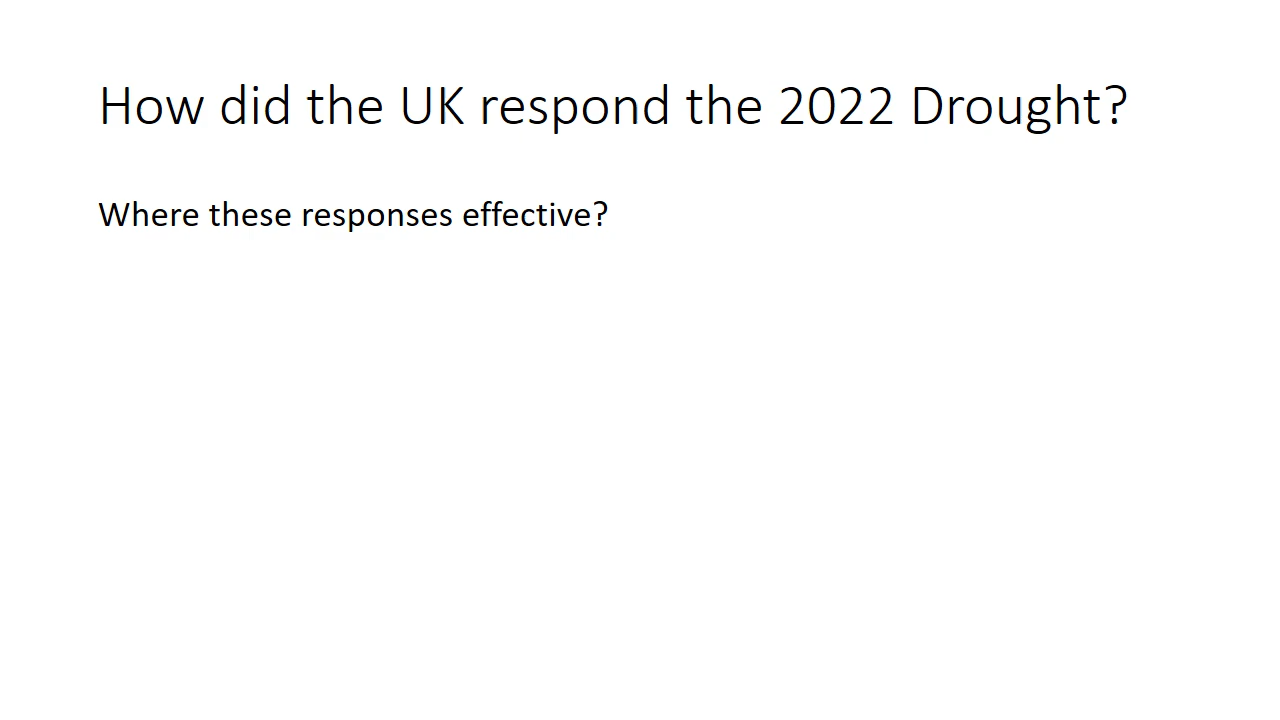 How did the UK respond the 2022 Drought?
Where these responses effective?